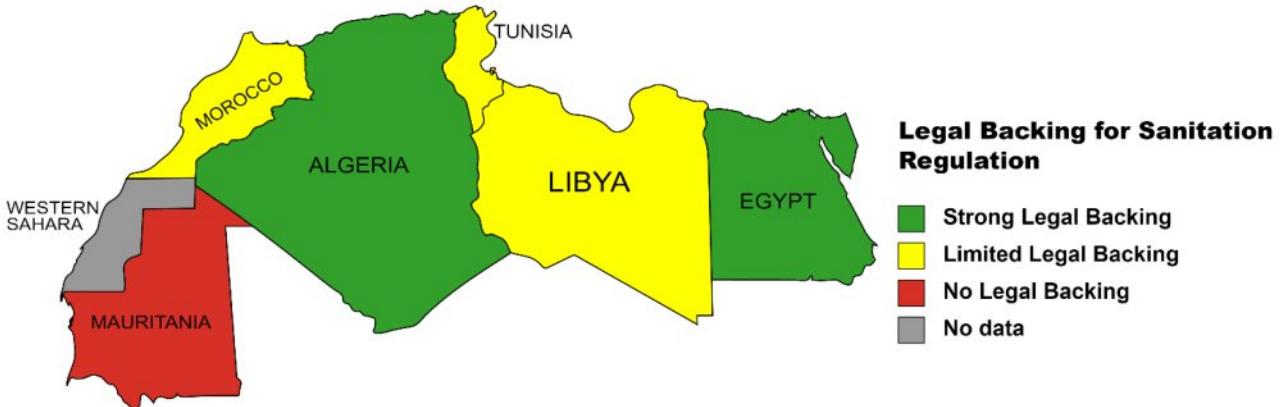 TUNISIA
MOROCCO
ALGERIA
LIBYA
EGYPT
WESTERN
SAHARA
MAURITANIA
Legal Backing for Sanitation
Regulation
Strong Legal Backing
Limited Legal Backing
No Legal Backing
No data